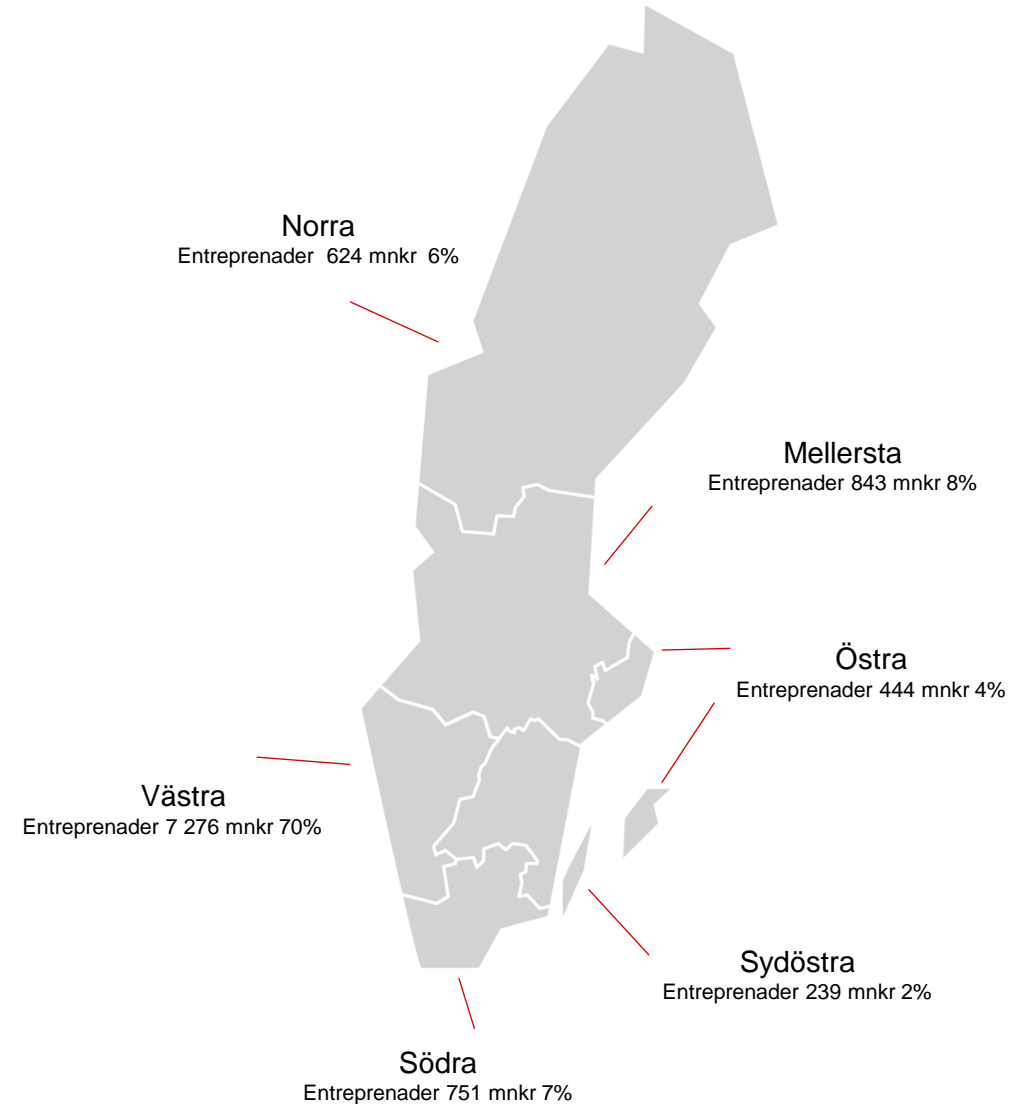 Norra
Entreprenader 624 mnkr 6%
Mellersta
Entreprenader 843 mnkr 8%
Östra
Entreprenader 444 mnkr 4%
Västra
Entreprenader 7 276 mnkr 70%
Sydöstra
Entreprenader 239 mnkr 2%
Södra
Entreprenader 751 mnkr 7%